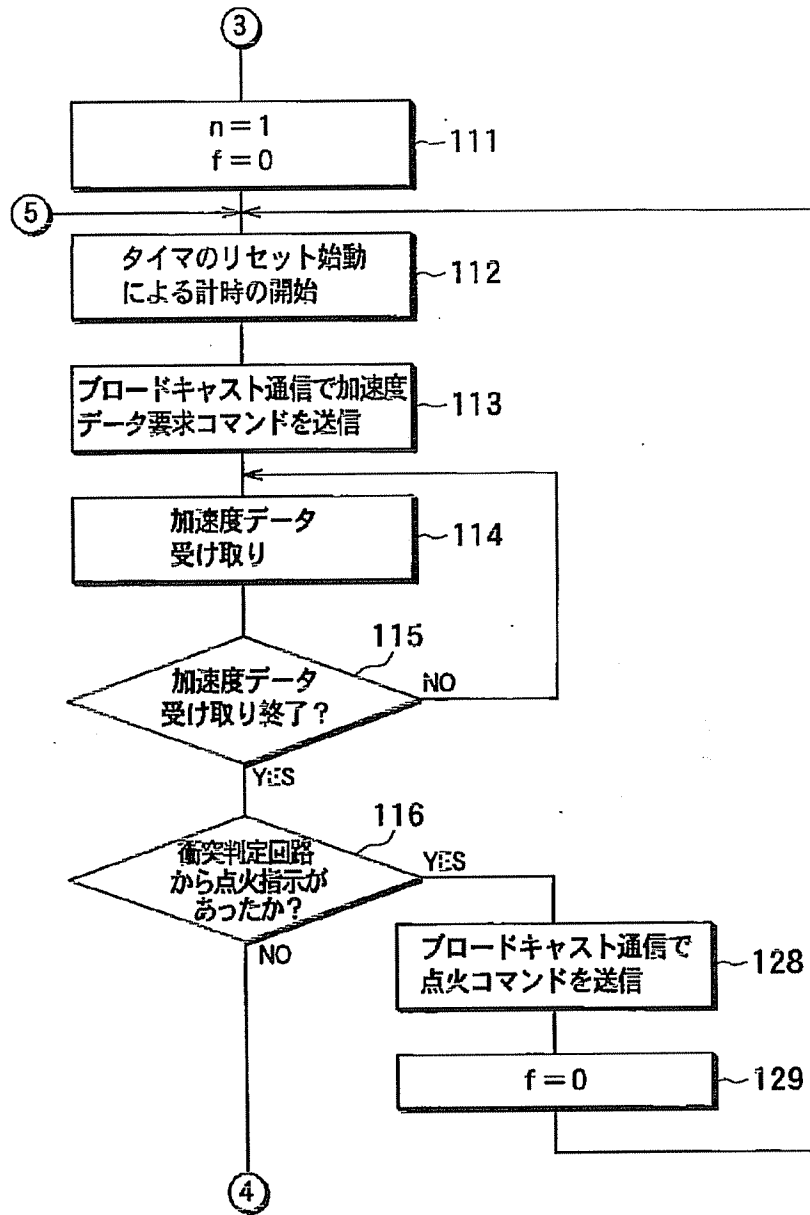 3
n=1
f=0
111
5
タイマのリセット始動
による計時の開始
112
ブロードキャスト通信で加速度
データ要求コマンドを送信
113
加速度データ
受け取り
114
115
加速度データ
受け取り終了?
NO
YES
116
衝突判定回路
から点火指示が
あったか?
YES
NO
ブロードキャスト通信で
点火コマンドを送信
128
f=0
129
4